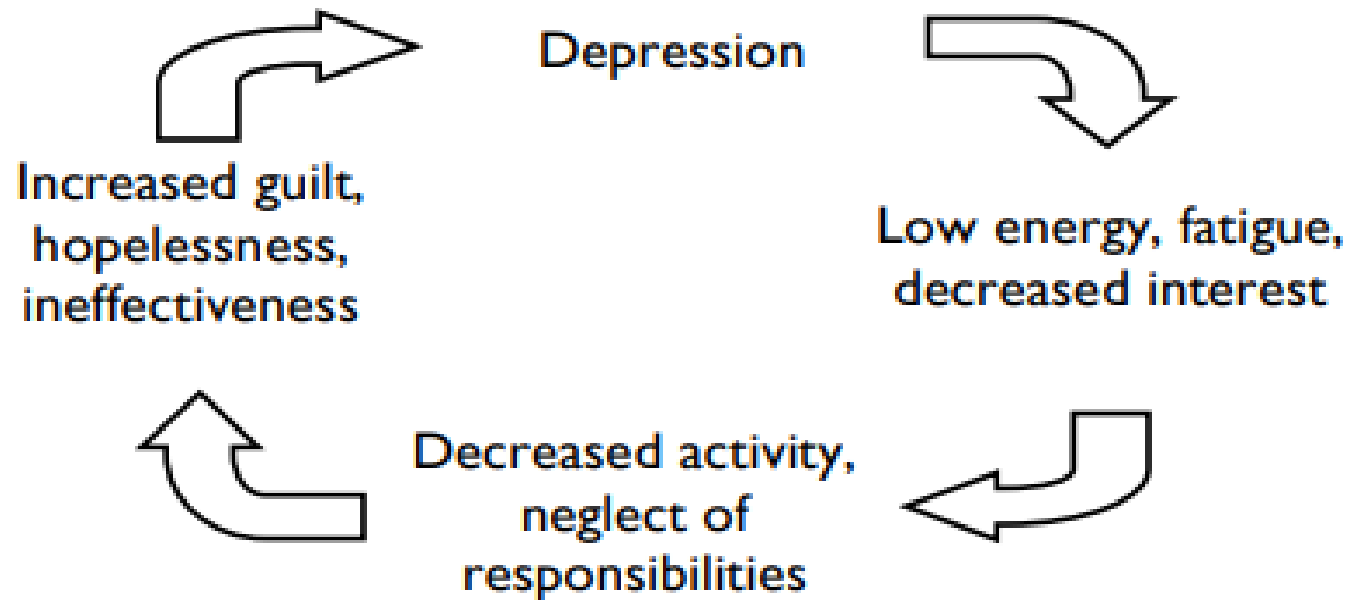 Depression
Low energy, fatigue,
decreased interest
Decreased activity,
neglect of
responsibilities
Increased guilt,
hopelessness,
ineffectiveness